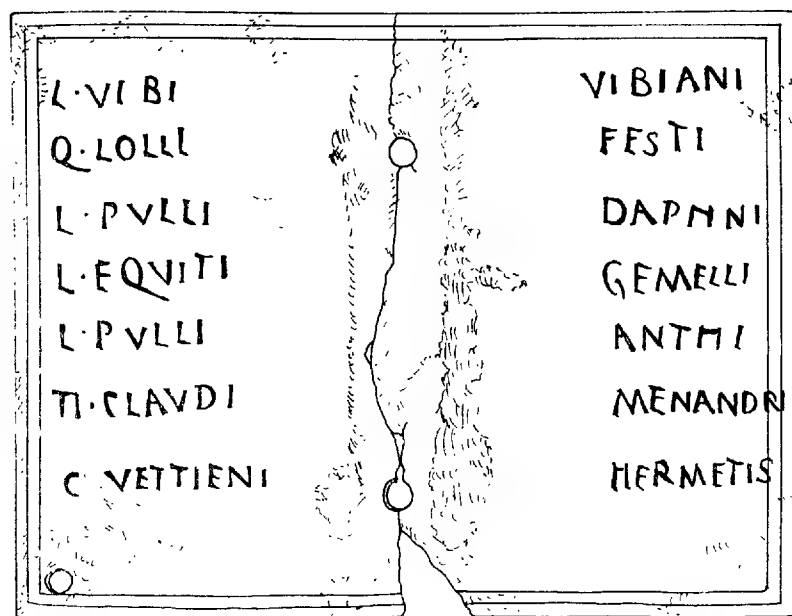 L·VIBI VIBIANI
Q·LOLLI FESTI
L·PVLLI DAPHNI
L·EQVITI GEMELLI
L·PVLLI ANTHI
TI·CLAVDI MENANDRI
C VETTIENI HERMETIS